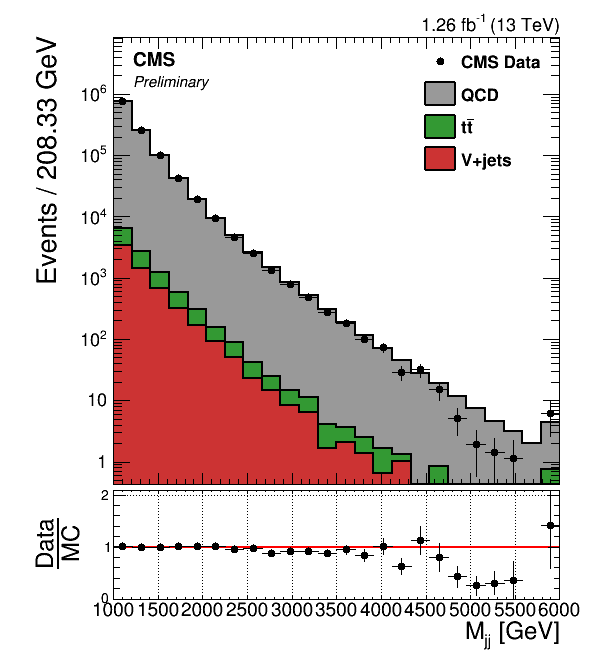 1.26 fb⁻¹ (13 TeV)
CMS
Preliminary
CMS Data
QCD
tt̄
V+jets
Events / 208.33 GeV
10⁶
10⁵
10⁴
10³
10²
10
1
Data
MC
2
1
0
1000 1500 2000 2500 3000 3500 4000 4500 5000 5500 6000
Mjj [GeV]